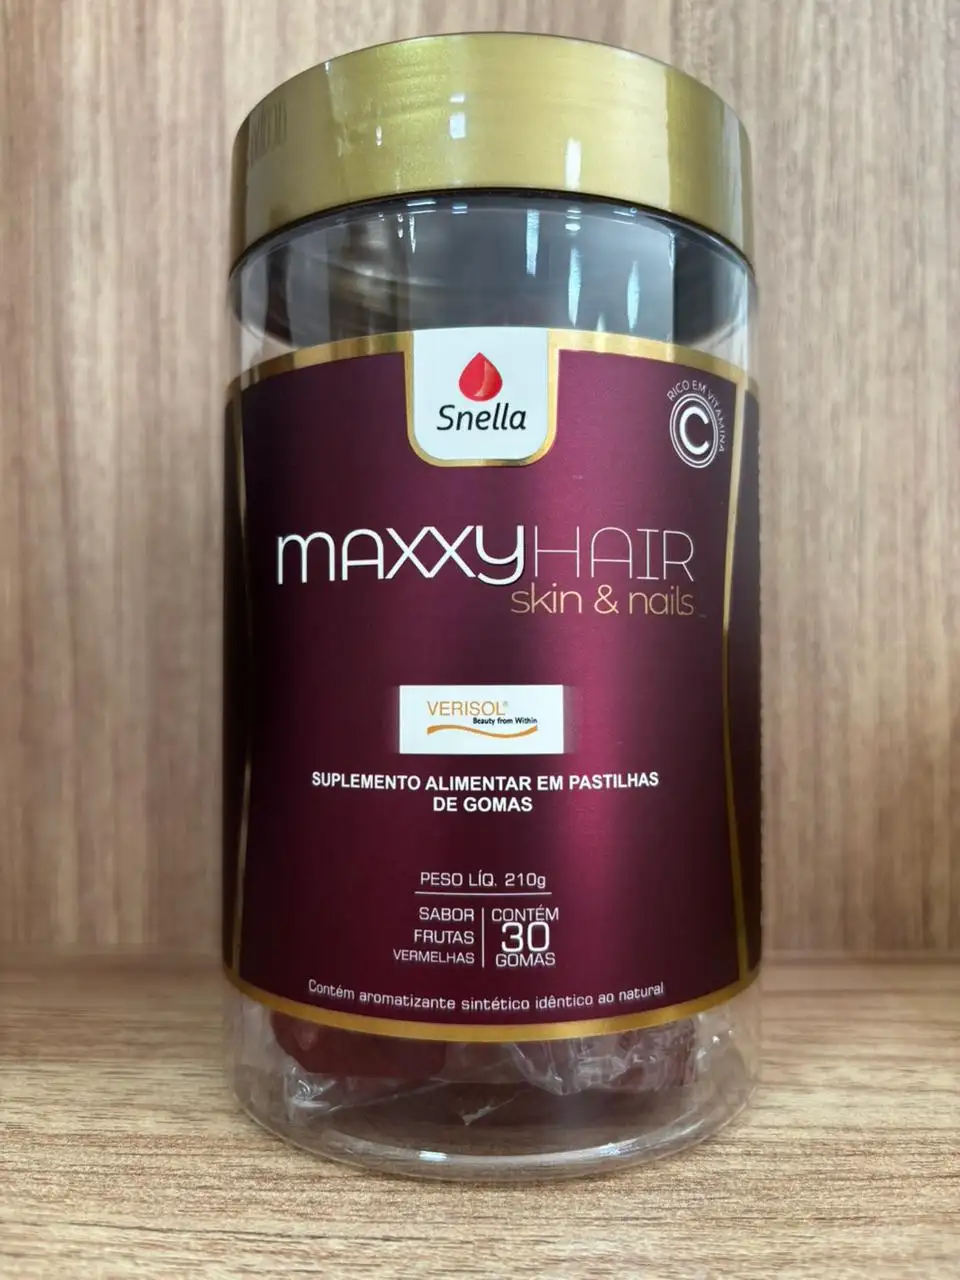 Snella
RICO EM VITAMINA
C
maxxyHAIR
skin & nails
VERISOL®
Beauty from Within
SUPLEMENTO ALIMENTAR EM PASTILHAS
DE GOMAS
PESO LÍQ. 210g
SABOR
FRUTAS
VERMELHAS
CONTÉM
30
GOMAS
Contém aromatizante sintético idêntico ao natural